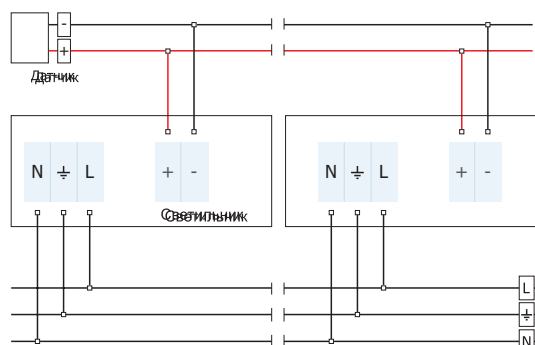 -
+
Датчик
N ⏚ L + -
N ⏚ L + -
Светильник
L
⏚
N